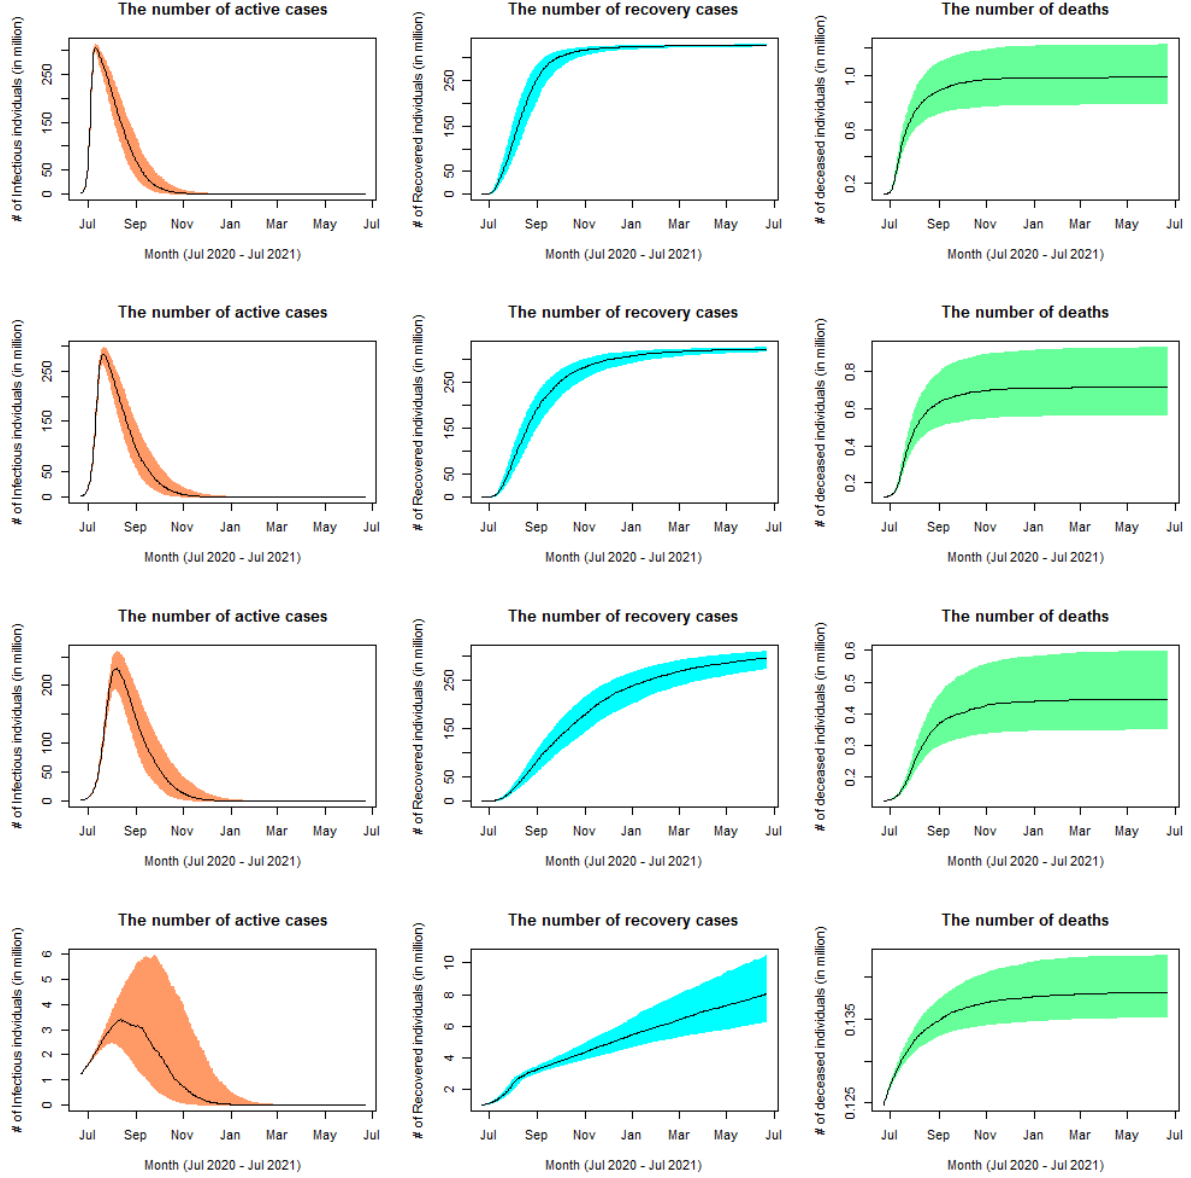 The number of active cases
# of Infectious individuals (in million)
0 50 150 250
Jul Sep Nov Jan Mar May Jul
Month (Jul 2020 - Jul 2021)
The number of recovery cases
# of Recovered individuals (in million)
0 50 150 250
Jul Sep Nov Jan Mar May Jul
Month (Jul 2020 - Jul 2021)
The number of deaths
# of deceased individuals (in million)
0.2 0.6 1.0
Jul Sep Nov Jan Mar May Jul
Month (Jul 2020 - Jul 2021)
The number of active cases
# of Infectious individuals (in million)
0 50 150 250
Jul Sep Nov Jan Mar May Jul
Month (Jul 2020 - Jul 2021)
The number of recovery cases
# of Recovered individuals (in million)
0 50 150 250
Jul Sep Nov Jan Mar May Jul
Month (Jul 2020 - Jul 2021)
The number of deaths
# of deceased individuals (in million)
0.2 0.4 0.6 0.8
Jul Sep Nov Jan Mar May Jul
Month (Jul 2020 - Jul 2021)
The number of active cases
# of Infectious individuals (in million)
0 50 100 200
Jul Sep Nov Jan Mar May Jul
Month (Jul 2020 - Jul 2021)
The number of recovery cases
# of Recovered individuals (in million)
0 50 150 250
Jul Sep Nov Jan Mar May Jul
Month (Jul 2020 - Jul 2021)
The number of deaths
# of deceased individuals (in million)
0.2 0.3 0.4 0.5 0.6
Jul Sep Nov Jan Mar May Jul
Month (Jul 2020 - Jul 2021)
The number of active cases
# of Infectious individuals (in million)
0 1 2 3 4 5 6
Jul Sep Nov Jan Mar May Jul
Month (Jul 2020 - Jul 2021)
The number of recovery cases
# of Recovered individuals (in million)
2 4 6 8 10
Jul Sep Nov Jan Mar May Jul
Month (Jul 2020 - Jul 2021)
The number of deaths
# of deceased individuals (in million)
0.125 0.135
Jul Sep Nov Jan Mar May Jul
Month (Jul 2020 - Jul 2021)